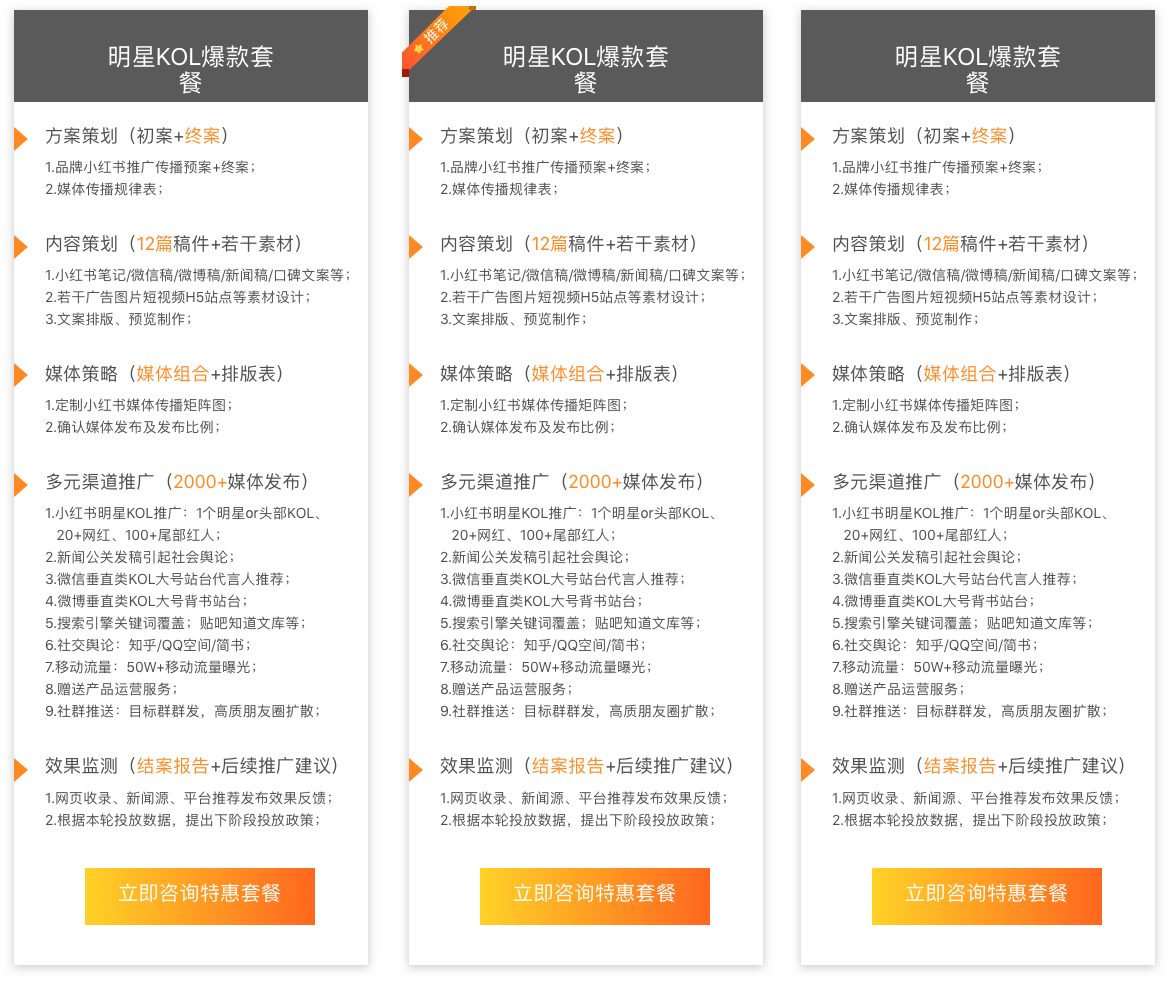 明星KOL爆款套
餐
方案策划（初案+终案）
1.品牌小红书推广传播预案+终案；
2.媒体传播规律表；
内容策划（12篇稿件+若干素材）
1.小红书笔记/微信稿/微博稿/新闻稿/口碑文案等；
2.若干广告图片短视频H5站点等素材设计；
3.文案排版、预览制作；
媒体策略（媒体组合+排版表）
1.定制小红书媒体传播矩阵图；
2.确认媒体发布及发布比例；
多元渠道推广（2000+媒体发布）
1.小红书明星KOL推广：1个明星or头部KOL、
20+网红、100+尾部红人；
2.新闻公关发稿引起社会舆论；
3.微信垂直类KOL大号站台代言人推荐；
4.微博垂直类KOL大号背书站台；
5.搜索引擎关键词覆盖；贴吧知道文库等；
6.社交舆论：知乎/QQ空间/简书；
7.移动流量：50W+移动流量曝光；
8.赠送产品运营服务；
9.社群推送：目标群群发，高质朋友圈扩散；
效果监测（结案报告+后续推广建议）
1.网页收录、新闻源、平台推荐发布效果反馈；
2.根据本轮投放数据，提出下阶段投放政策；
立即咨询特惠套餐
推荐
明星KOL爆款套
餐
方案策划（初案+终案）
1.品牌小红书推广传播预案+终案；
2.媒体传播规律表；
内容策划（12篇稿件+若干素材）
1.小红书笔记/微信稿/微博稿/新闻稿/口碑文案等；
2.若干广告图片短视频H5站点等素材设计；
3.文案排版、预览制作；
媒体策略（媒体组合+排版表）
1.定制小红书媒体传播矩阵图；
2.确认媒体发布及发布比例；
多元渠道推广（2000+媒体发布）
1.小红书明星KOL推广：1个明星or头部KOL、
20+网红、100+尾部红人；
2.新闻公关发稿引起社会舆论；
3.微信垂直类KOL大号站台代言人推荐；
4.微博垂直类KOL大号背书站台；
5.搜索引擎关键词覆盖；贴吧知道文库等；
6.社交舆论：知乎/QQ空间/简书；
7.移动流量：50W+移动流量曝光；
8.赠送产品运营服务；
9.社群推送：目标群群发，高质朋友圈扩散；
效果监测（结案报告+后续推广建议）
1.网页收录、新闻源、平台推荐发布效果反馈；
2.根据本轮投放数据，提出下阶段投放政策；
立即咨询特惠套餐
明星KOL爆款套
餐
方案策划（初案+终案）
1.品牌小红书推广传播预案+终案；
2.媒体传播规律表；
内容策划（12篇稿件+若干素材）
1.小红书笔记/微信稿/微博稿/新闻稿/口碑文案等；
2.若干广告图片短视频H5站点等素材设计；
3.文案排版、预览制作；
媒体策略（媒体组合+排版表）
1.定制小红书媒体传播矩阵图；
2.确认媒体发布及发布比例；
多元渠道推广（2000+媒体发布）
1.小红书明星KOL推广：1个明星or头部KOL、
20+网红、100+尾部红人；
2.新闻公关发稿引起社会舆论；
3.微信垂直类KOL大号站台代言人推荐；
4.微博垂直类KOL大号背书站台；
5.搜索引擎关键词覆盖；贴吧知道文库等；
6.社交舆论：知乎/QQ空间/简书；
7.移动流量：50W+移动流量曝光；
8.赠送产品运营服务；
9.社群推送：目标群群发，高质朋友圈扩散；
效果监测（结案报告+后续推广建议）
1.网页收录、新闻源、平台推荐发布效果反馈；
2.根据本轮投放数据，提出下阶段投放政策；
立即咨询特惠套餐